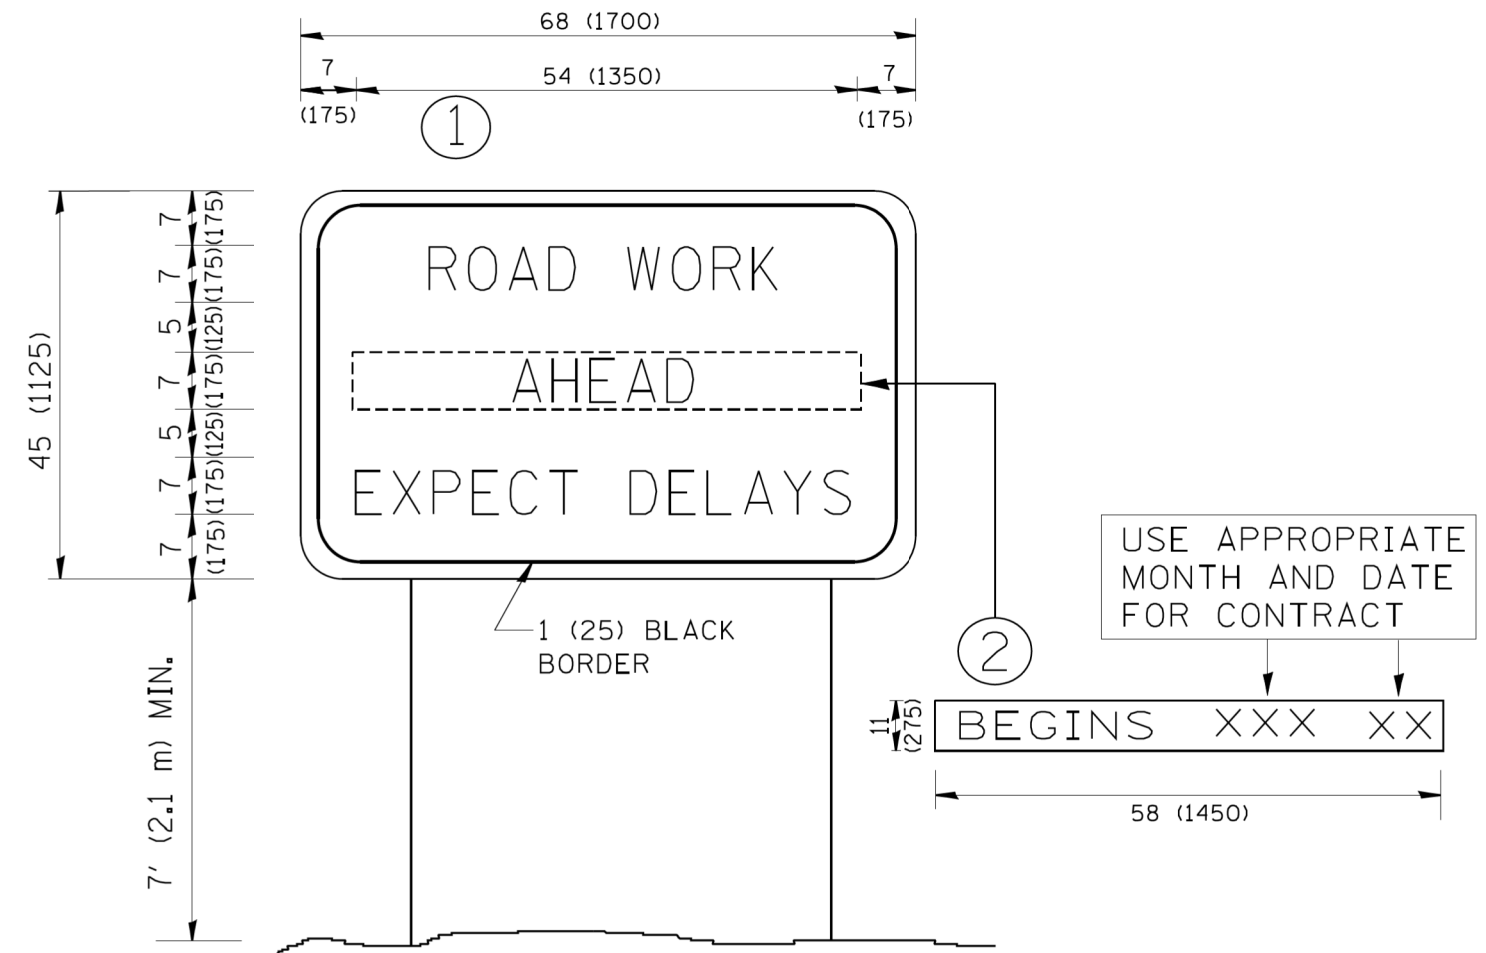 68 (1700)
7
54 (1350)
7
(175)
(175)
1
45 (1125)
7
(175)
7
(175)
5
(125)
7
(175)
5
(125)
7
(175)
7
(175)
ROAD WORK
AHEAD
EXPECT DELAYS
1 (25) BLACK
BORDER
7' (2.1 m) MIN.
USE APPROPRIATE
MONTH AND DATE
FOR CONTRACT
2
11
(275)
BEGINS XXX XX
58 (1450)